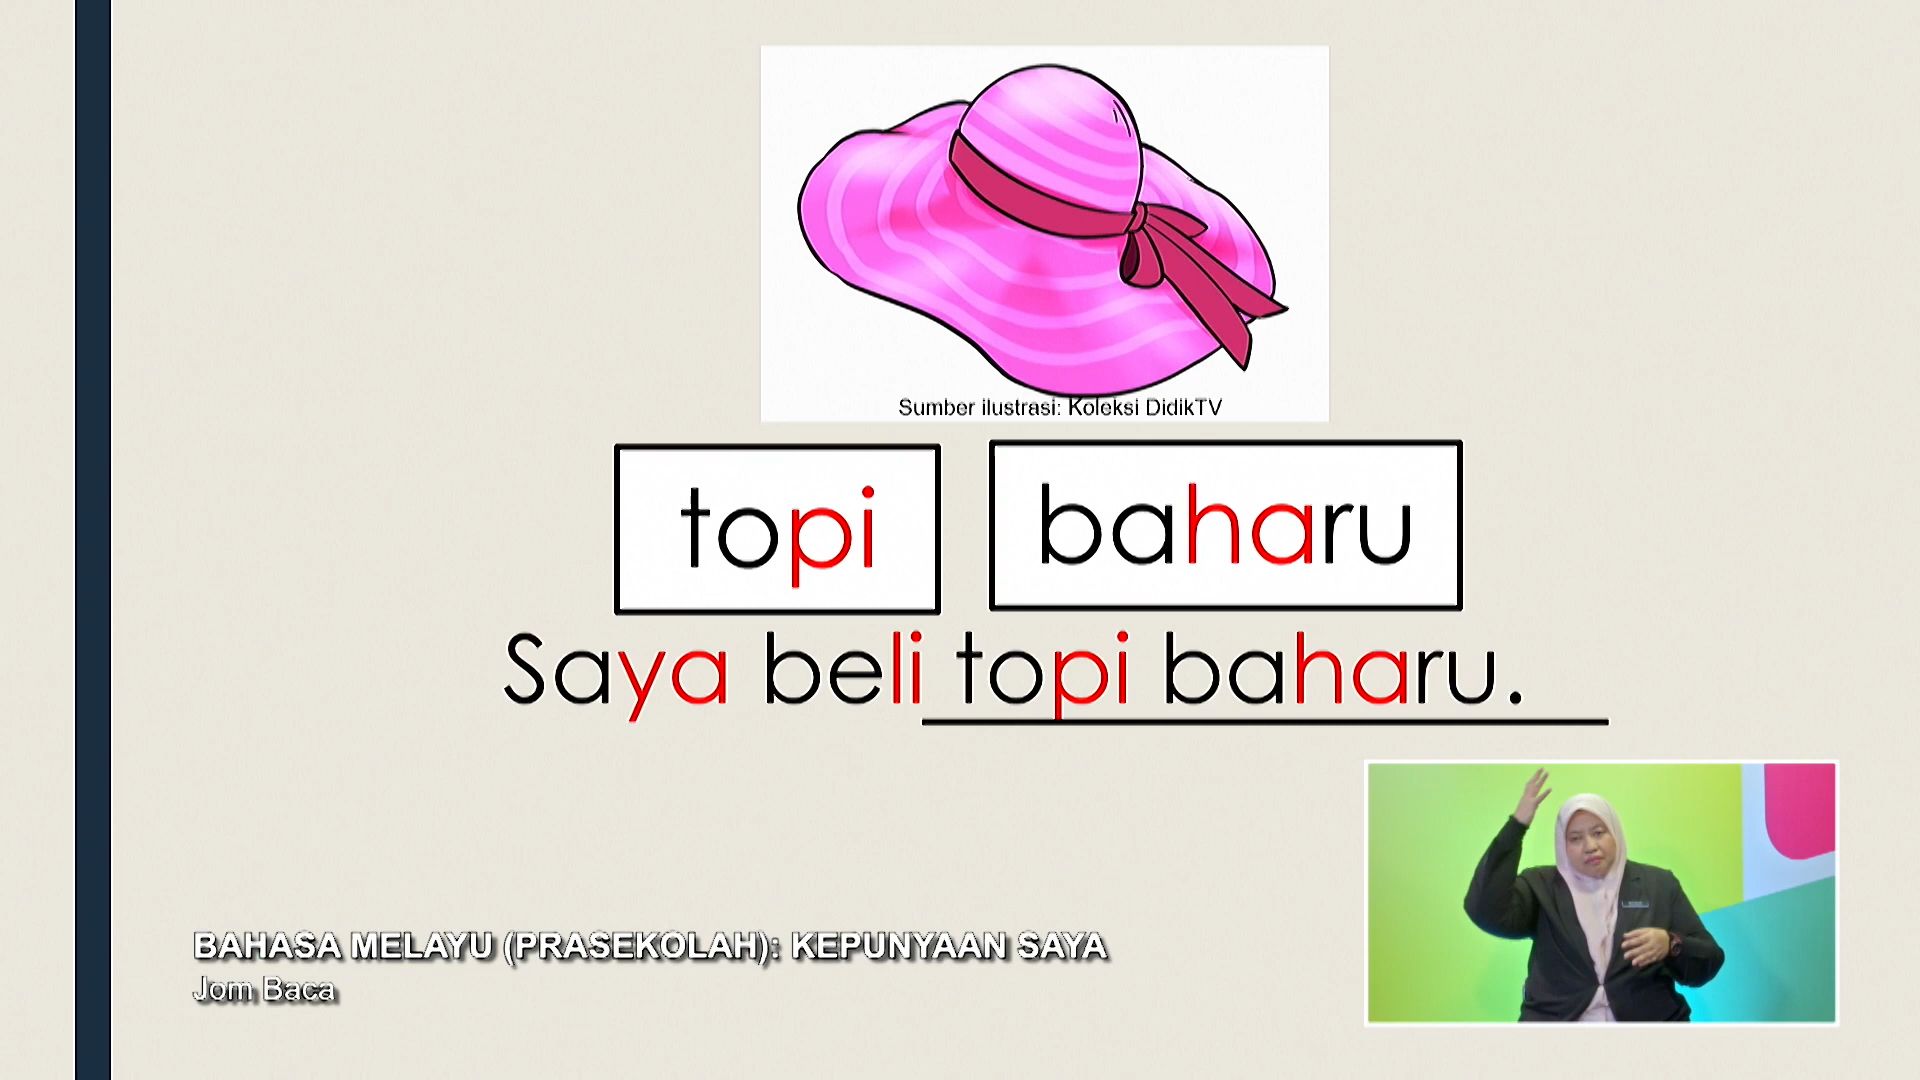 Sumber ilustrasi: Koleksi DidikTV
topi baharu
Saya beli topi baharu.
BAHASA MELAYU (PRASEKOLAH): KEPUNYAAN SAYA
Jom Baca